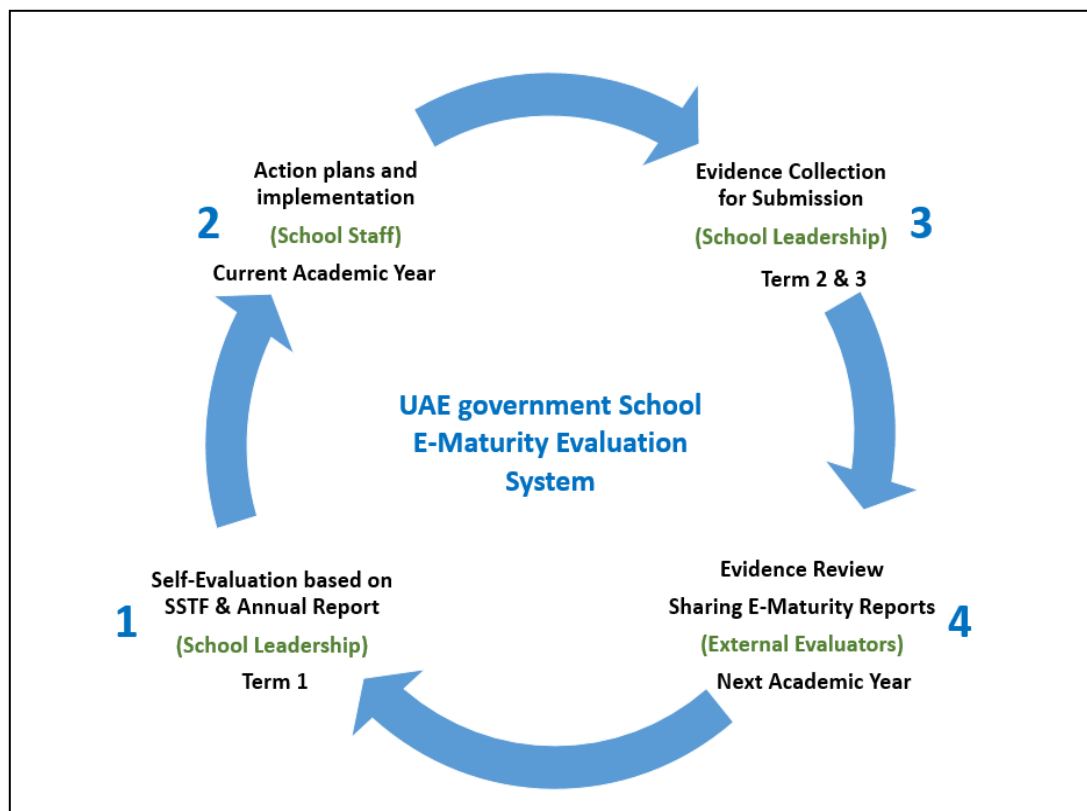 Action plans and
implementation
2
(School Staff)
Current Academic Year
Evidence Collection
for Submission
3
(School Leadership)
Term 2 & 3
UAE government School
E-Maturity Evaluation
System
Self-Evaluation based on
SSTF & Annual Report
1
(School Leadership)
Term 1
Evidence Review
Sharing E-Maturity Reports
4
(External Evaluators)
Next Academic Year